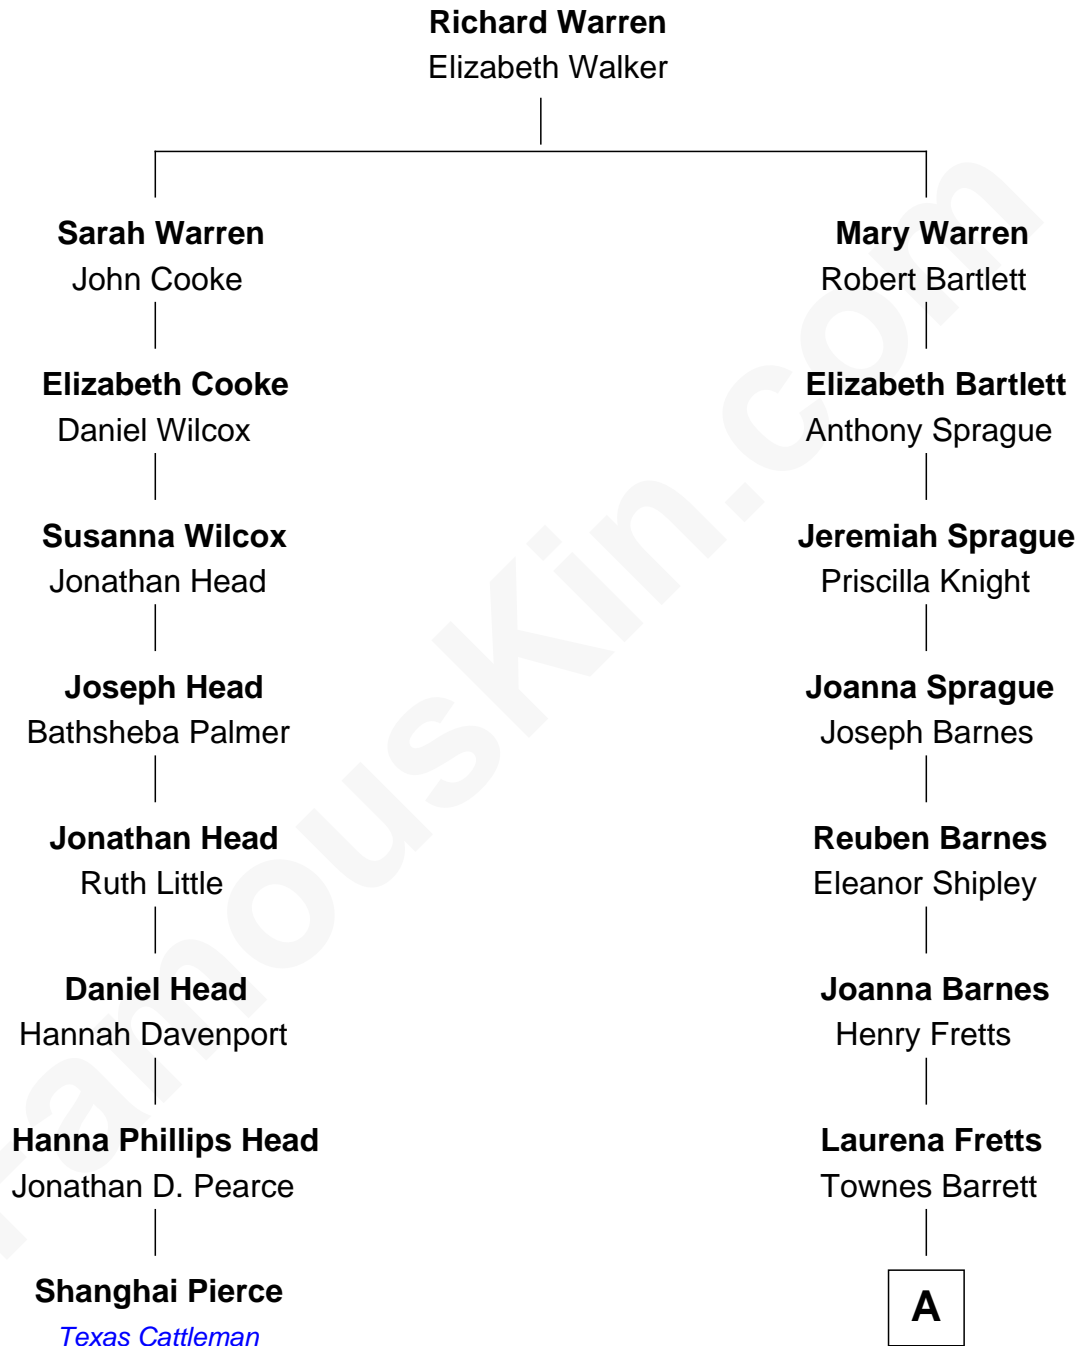 Richard Warren
Elizabeth Walker
Sarah Warren
John Cooke
Mary Warren
Robert Bartlett
Elizabeth Cooke
Daniel Wilcox
Elizabeth Bartlett
Anthony Sprague
Susanna Wilcox
Jonathan Head
Jeremiah Sprague
Priscilla Knight
Joseph Head
Bathsheba Palmer
Joanna Sprague
Joseph Barnes
Jonathan Head
Ruth Little
Reuben Barnes
Eleanor Shipley
Daniel Head
Hannah Davenport
Joanna Barnes
Henry Fretts
Hanna Phillips Head
Jonathan D. Pearce
Laurena Fretts
Townes Barrett
Shanghai Pierce
Texas Cattleman
A
FamousKin.com